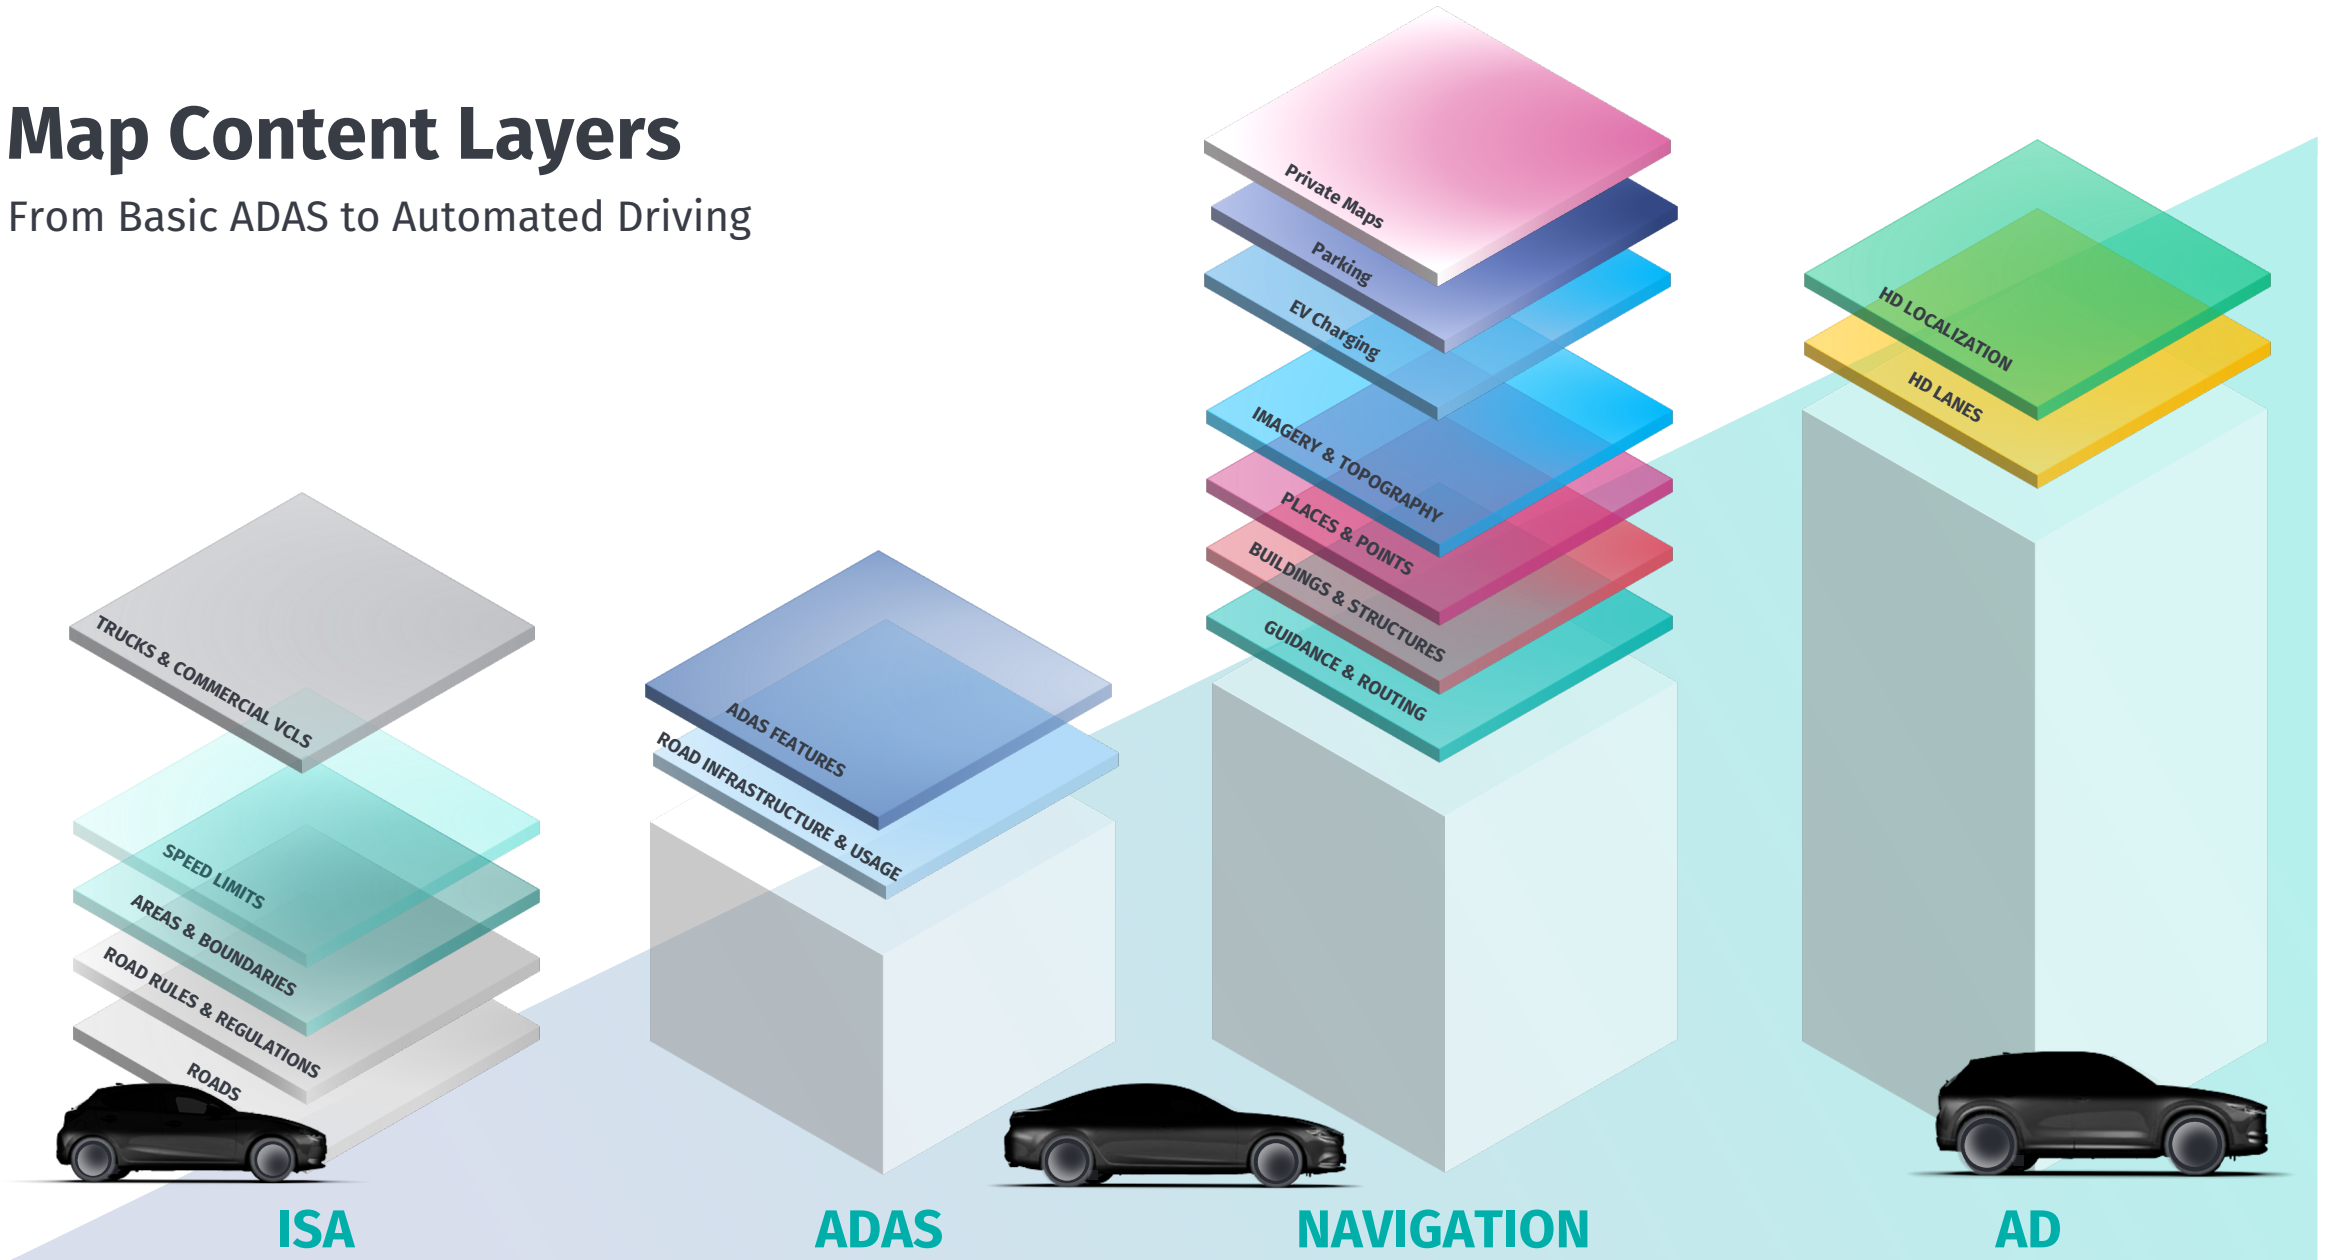 Map Content Layers
From Basic ADAS to Automated Driving
TRUCKS & COMMERCIAL VCLS
SPEED LIMITS
AREAS & BOUNDARIES
ROAD RULES & REGULATIONS
ROADS
ISA
ADAS FEATURES
ROAD INFRASTRUCTURE & USAGE
ADAS
Private Maps
Parking
EV Charging
IMAGERY & TOPOGRAPHY
PLACES & POINTS
BUILDINGS & STRUCTURES
GUIDANCE & ROUTING
NAVIGATION
HD LOCALIZATION
HD LANES
AD